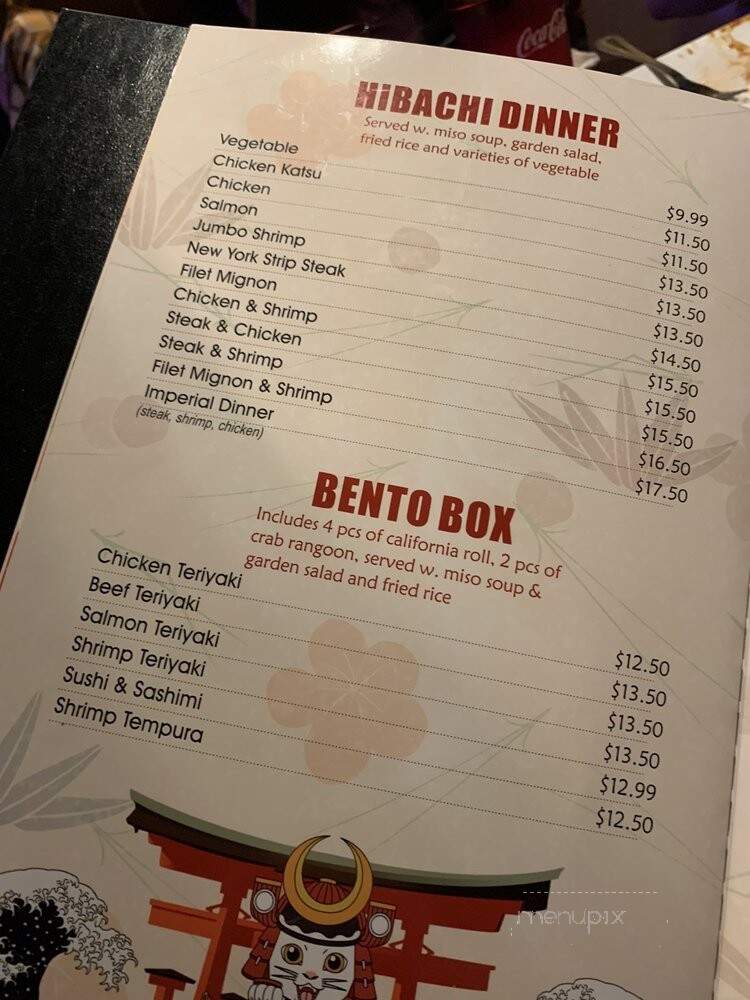 Coca-Cola
HiBACHI DINNER
Served w. miso soup, garden salad,
fried rice and varieties of vegetable
Vegetable $9.99
Chicken Katsu $11.50
Chicken $11.50
Salmon $13.50
Jumbo Shrimp $13.50
New York Strip Steak $13.50
Filet Mignon $14.50
Chicken & Shrimp $15.50
Steak & Chicken $15.50
Steak & Shrimp $15.50
Filet Mignon & Shrimp $16.50
Imperial Dinner $17.50
(steak, shrimp, chicken)
BENTO BOX
Includes 4 pcs of california roll, 2 pcs of
crab rangoon, served w. miso soup &
garden salad and fried rice
Chicken Teriyaki $12.50
Beef Teriyaki $13.50
Salmon Teriyaki $13.50
Shrimp Teriyaki $13.50
Sushi & Sashimi $12.99
Shrimp Tempura $12.50
menupix